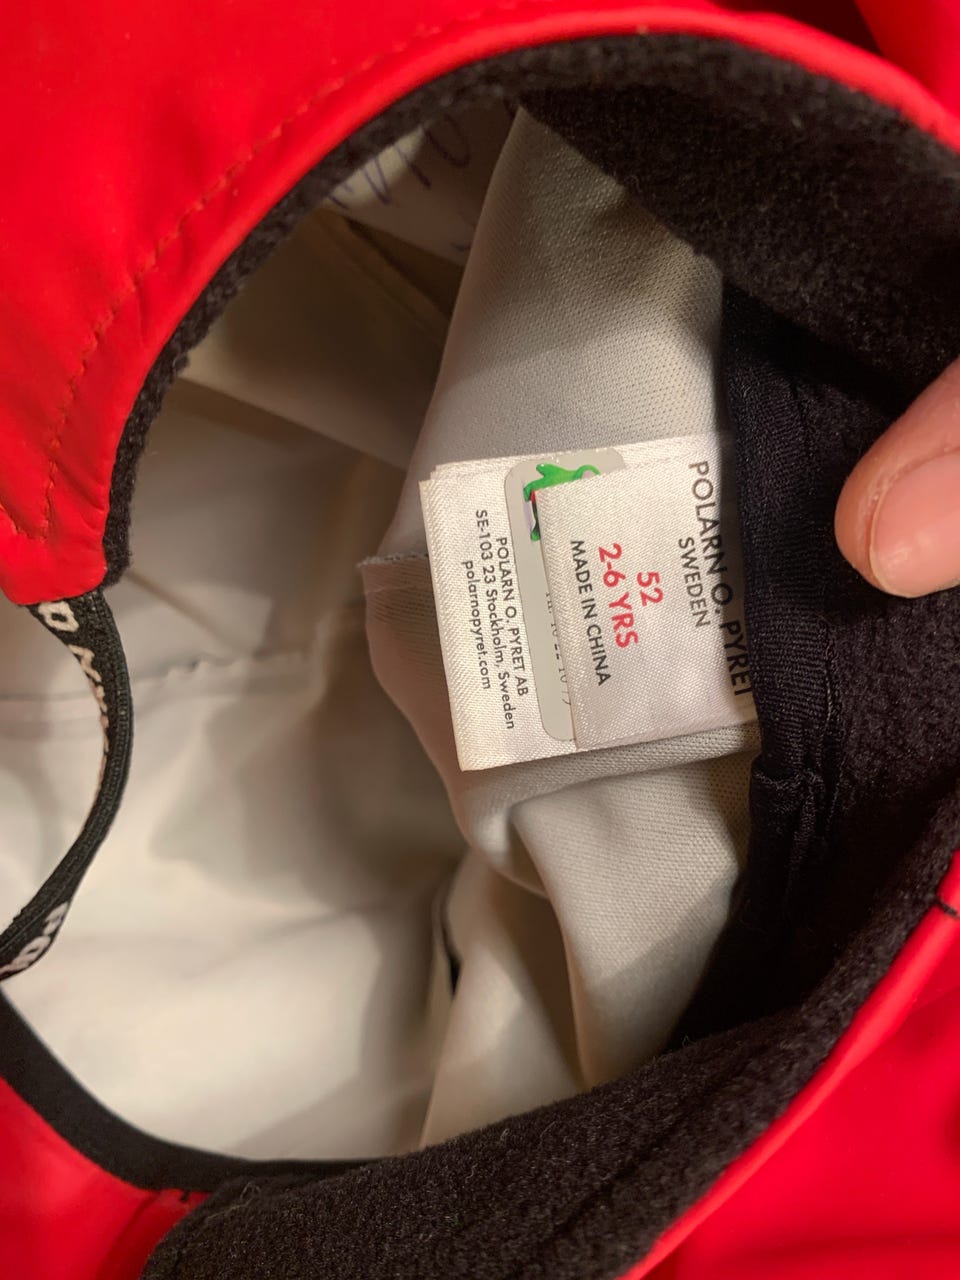 POLARN O. PYRET
SWEDEN
52
2-6 YRS
MADE IN CHINA
POLARN O. PYRET AB
SE-103 23 Stockholm, Sweden
polarnopyret.com